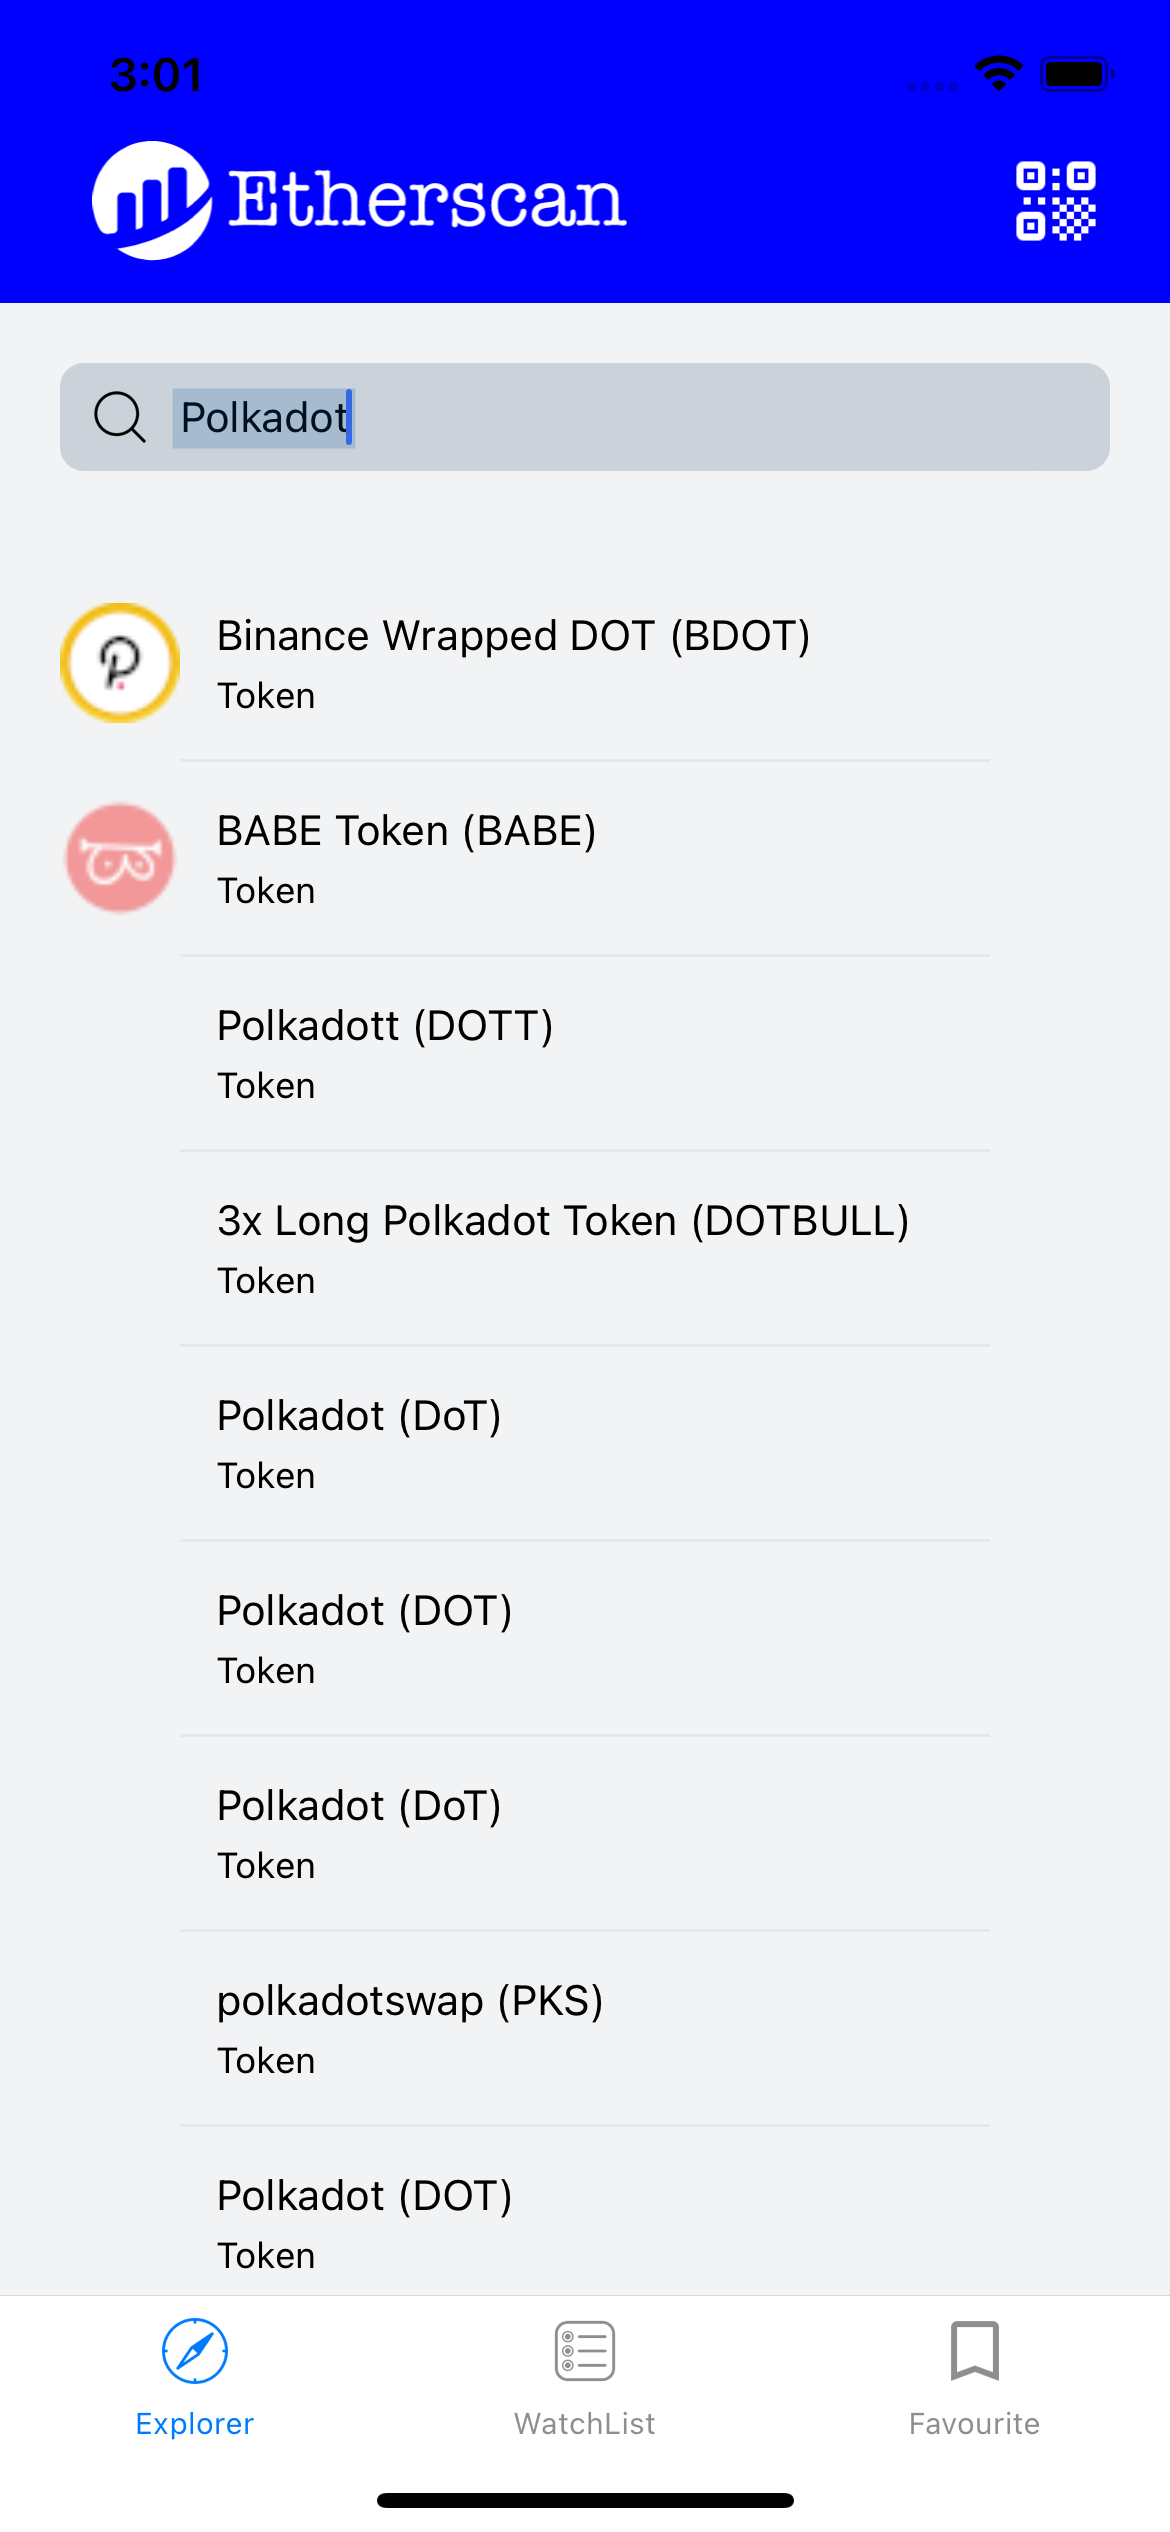 3:01
Etherscan
Polkadot
Binance Wrapped DOT (BDOT)
Token
BABE Token (BABE)
Token
Polkadott (DOTT)
Token
3x Long Polkadot Token (DOTBULL)
Token
Polkadot (DoT)
Token
Polkadot (DOT)
Token
Polkadot (DoT)
Token
polkadotswap (PKS)
Token
Polkadot (DOT)
Token
Explorer
WatchList
Favourite